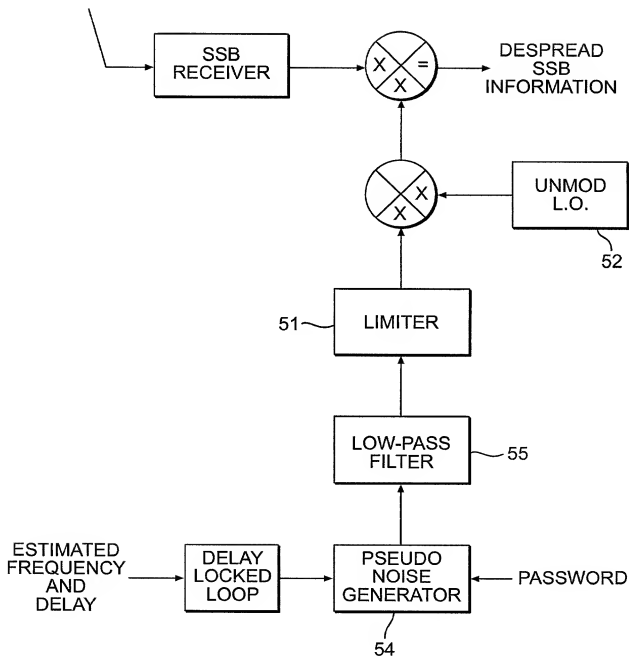 SSB
RECEIVER
X
=
X
DESPREAD
SSB
INFORMATION
X
X
UNMOD
L.O.
52
51
LIMITER
LOW-PASS
FILTER
55
ESTIMATED
FREQUENCY
AND
DELAY
DELAY
LOCKED
LOOP
PSEUDO
NOISE
GENERATOR
PASSWORD
54